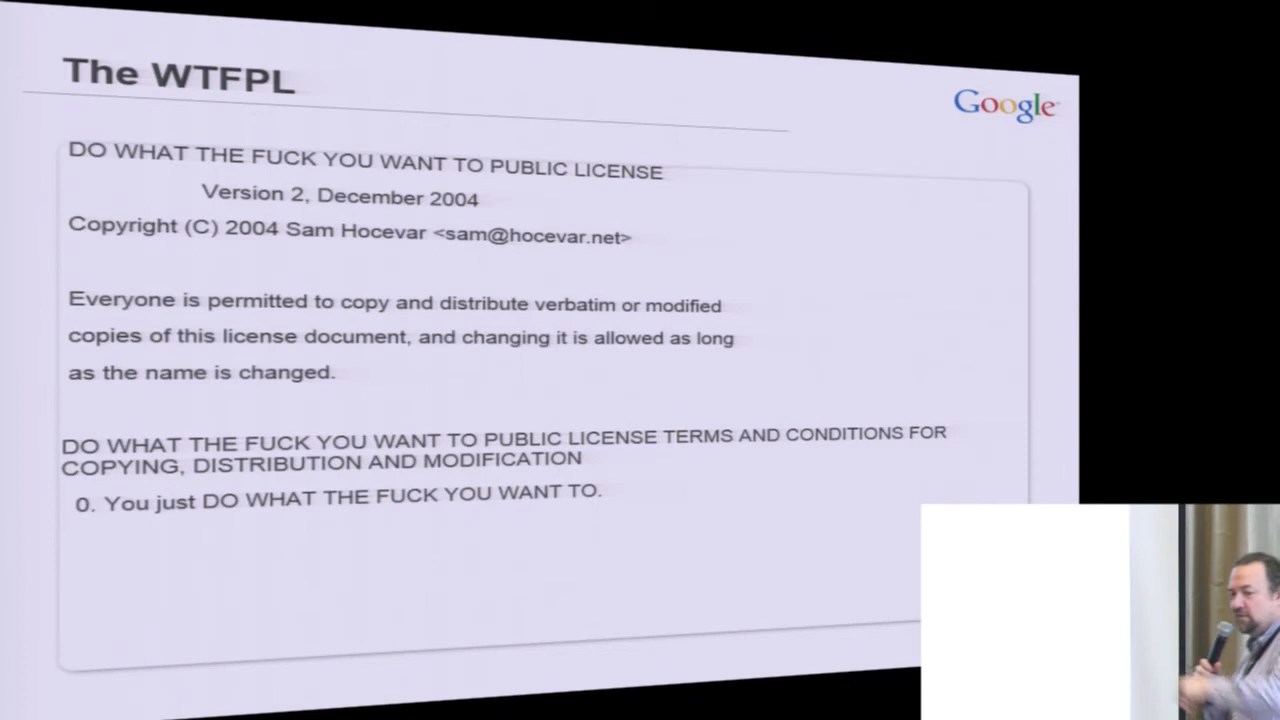 The WTFPL
Google
DO WHAT THE FUCK YOU WANT TO PUBLIC LICENSE
Version 2, December 2004
Copyright (C) 2004 Sam Hocevar <sam@hocevar.net>
Everyone is permitted to copy and distribute verbatim or modified
copies of this license document, and changing it is allowed as long
as the name is changed.
DO WHAT THE FUCK YOU WANT TO PUBLIC LICENSE TERMS AND CONDITIONS FOR
COPYING, DISTRIBUTION AND MODIFICATION
0. You just DO WHAT THE FUCK YOU WANT TO.